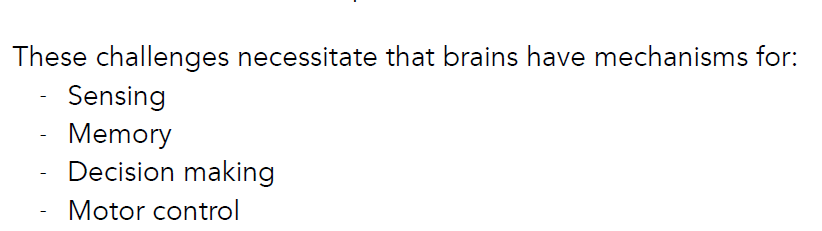 These challenges necessitate that brains have mechanisms for:
- Sensing
- Memory
- Decision making
- Motor control